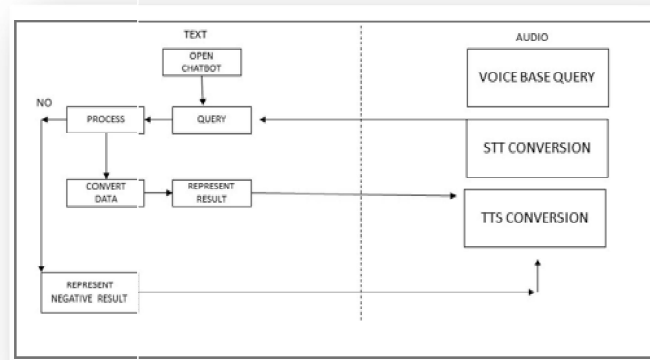 TEXT
AUDIO
OPEN
CHATBOT
VOICE BASE QUERY
NO
PROCESS
QUERY
STT CONVERSION
CONVERT
DATA
REPRESENT
RESULT
TTS CONVERSION
REPRESENT
NEGATIVE RESULT